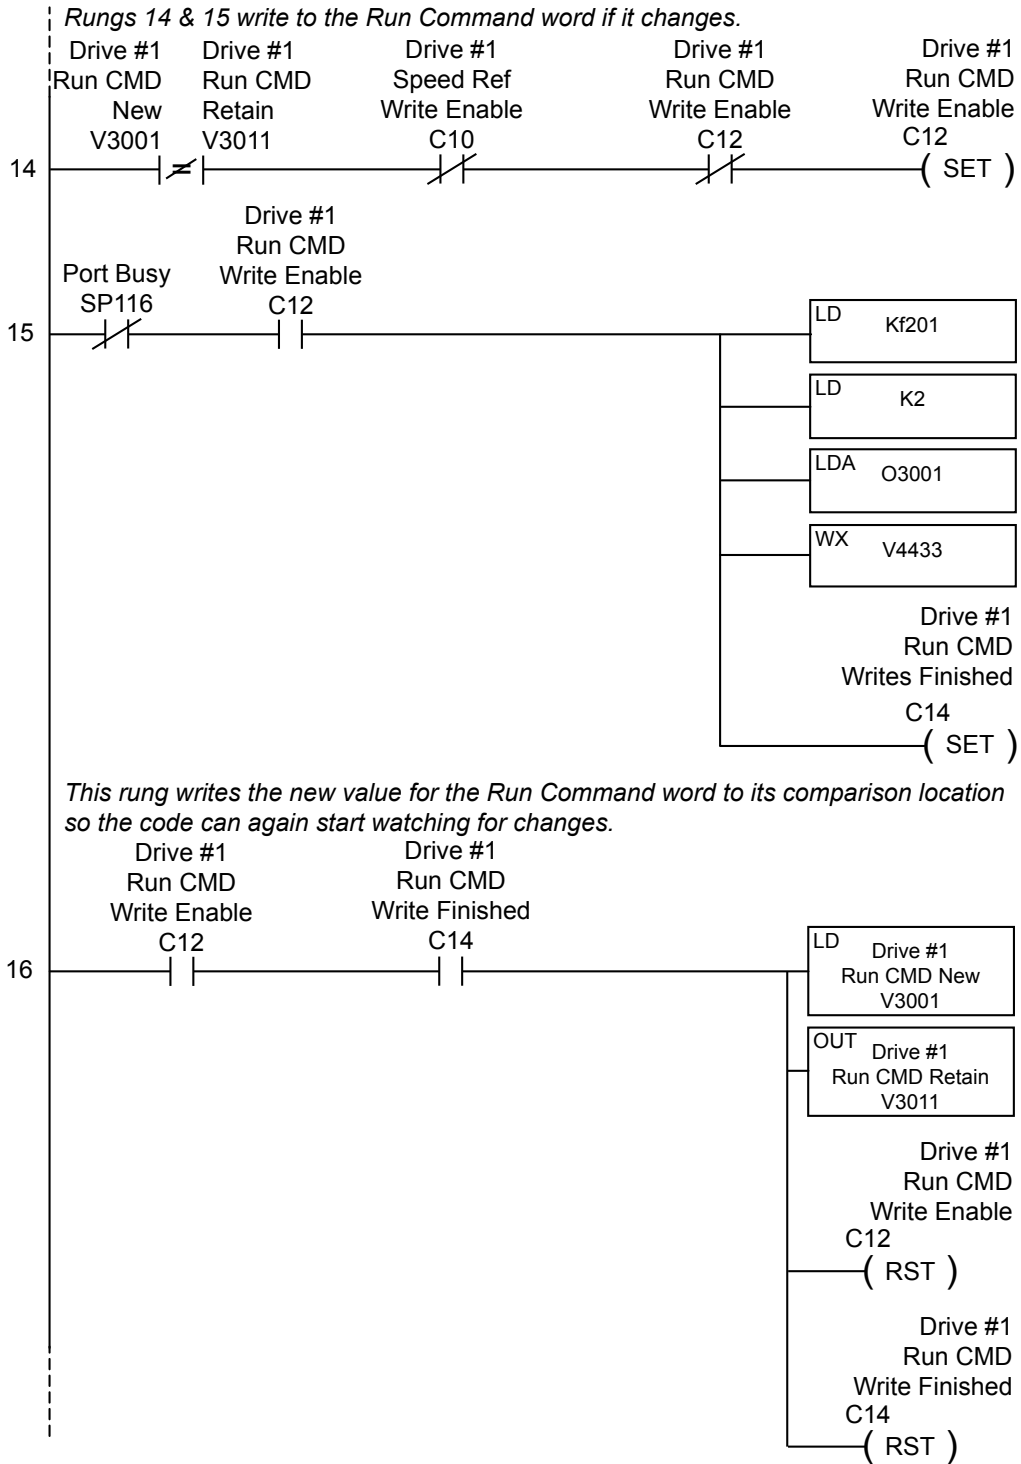 Rungs 14 & 15 write to the Run Command word if it changes.
Drive #1
Run CMD
New
V3001
Drive #1
Run CMD
Retain
V3011
Drive #1
Speed Ref
Write Enable
C10
Drive #1
Run CMD
Write Enable
C12
Drive #1
Run CMD
Write Enable
C12
14
≠
( SET )
Port Busy
SP116
Drive #1
Run CMD
Write Enable
C12
15
LD
Kf201
LD
K2
LDA
O3001
WX
V4433
Drive #1
Run CMD
Writes Finished
C14
( SET )
This rung writes the new value for the Run Command word to its comparison location
so the code can again start watching for changes.
Drive #1
Run CMD
Write Enable
C12
Drive #1
Run CMD
Write Finished
C14
16
LD
Drive #1
Run CMD New
V3001
OUT
Drive #1
Run CMD Retain
V3011
Drive #1
Run CMD
Write Enable
C12
( RST )
Drive #1
Run CMD
Write Finished
C14
( RST )